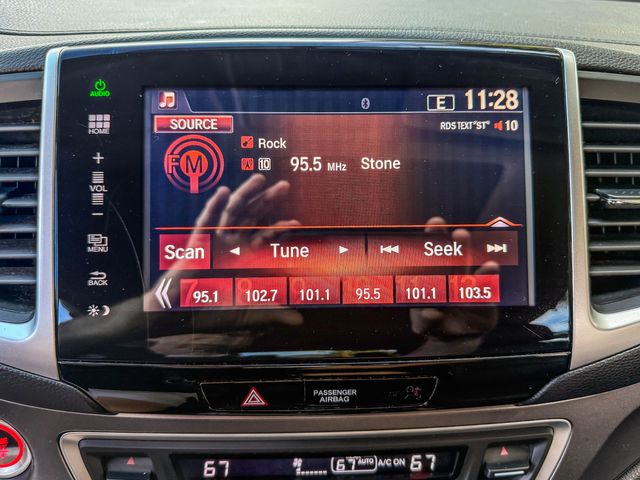 AUDIO
E 11:28
HOME
SOURCE
RDS TEXT "ST" 10
Rock
FM
10 95.5 MHz Stone
+
VOL
−
MENU
Scan Tune Seek
BACK
95.1 102.7 101.1 95.5 101.1 103.5
PASSENGER
AIRBAG
67 67 AUTO A/C ON 67